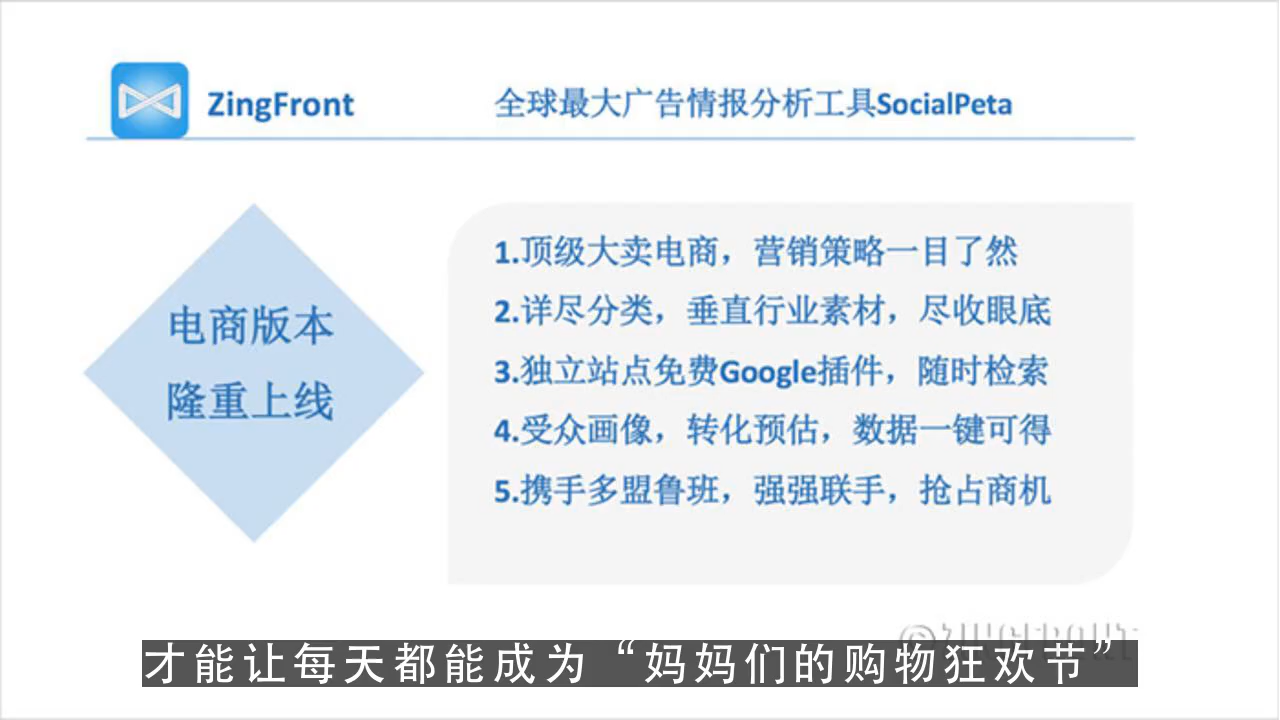 ZingFront
全球最大广告情报分析工具SocialPeta
电商版本
隆重上线
1.顶级大卖电商，营销策略一目了然
2.详尽分类，垂直行业素材，尽收眼底
3.独立站点免费Google插件，随时检索
4.受众画像，转化预估，数据一键可得
5.携手多盟鲁班，强强联手，抢占商机
@ZINGFRONT
才能让每天都能成为“妈妈们的购物狂欢节”